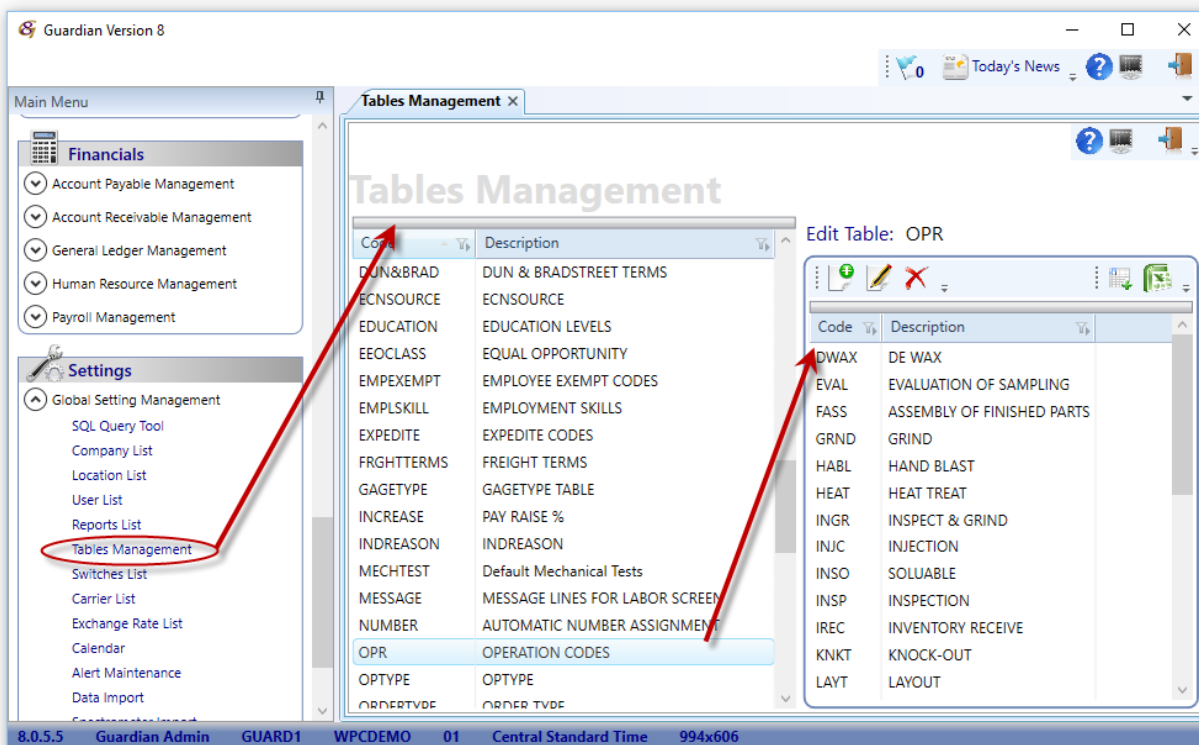 Guardian Version 8
0 Today's News
Main Menu
Financials
Account Payable Management
Account Receivable Management
General Ledger Management
Human Resource Management
Payroll Management
Settings
Global Setting Management
SQL Query Tool
Company List
Location List
User List
Reports List
Tables Management
Switches List
Carrier List
Exchange Rate List
Calendar
Alert Maintenance
Data Import
Spectrometer Import
Tables Management
Tables Management
Code Description
DUN&BRAD DUN & BRADSTREET TERMS
ECNSOURCE ECNSOURCE
EDUCATION EDUCATION LEVELS
EEOCLASS EQUAL OPPORTUNITY
EMPEXEMPT EMPLOYEE EXEMPT CODES
EMPLSKILL EMPLOYMENT SKILLS
EXPEDITE EXPEDITE CODES
FRGHTTERMS FREIGHT TERMS
GAGETYPE GAGETYPE TABLE
INCREASE PAY RAISE %
INDREASON INDREASON
MECHTEST Default Mechanical Tests
MESSAGE MESSAGE LINES FOR LABOR SCREEN
NUMBER AUTOMATIC NUMBER ASSIGNMENT
OPR OPERATION CODES
OPTYPE OPTYPE
ORDERTYPE ORDER TYPE
Edit Table: OPR
Code Description
DWAX DE WAX
EVAL EVALUATION OF SAMPLING
FASS ASSEMBLY OF FINISHED PARTS
GRND GRIND
HABL HAND BLAST
HEAT HEAT TREAT
INGR INSPECT & GRIND
INJC INJECTION
INSO SOLUABLE
INSP INSPECTION
IREC INVENTORY RECEIVE
KNKT KNOCK-OUT
LAYT LAYOUT
8.0.5.5 Guardian Admin GUARD1 WPCDEMO 01 Central Standard Time 994x606